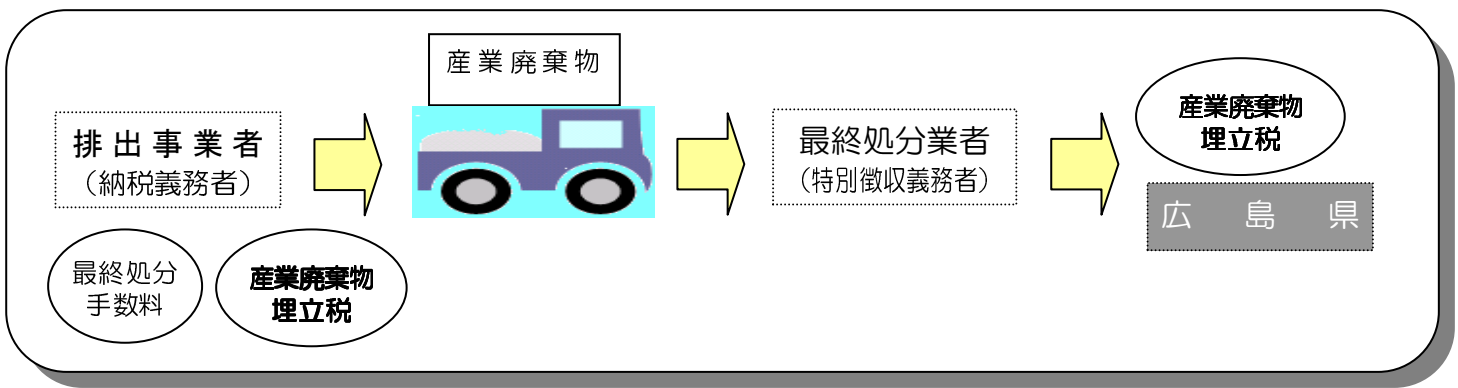 産業廃棄物
排出事業者
（納税義務者）
最終処分業者
（特別徴収義務者）
産業廃棄物
埋立税
広島県
最終処分
手数料
産業廃棄物
埋立税